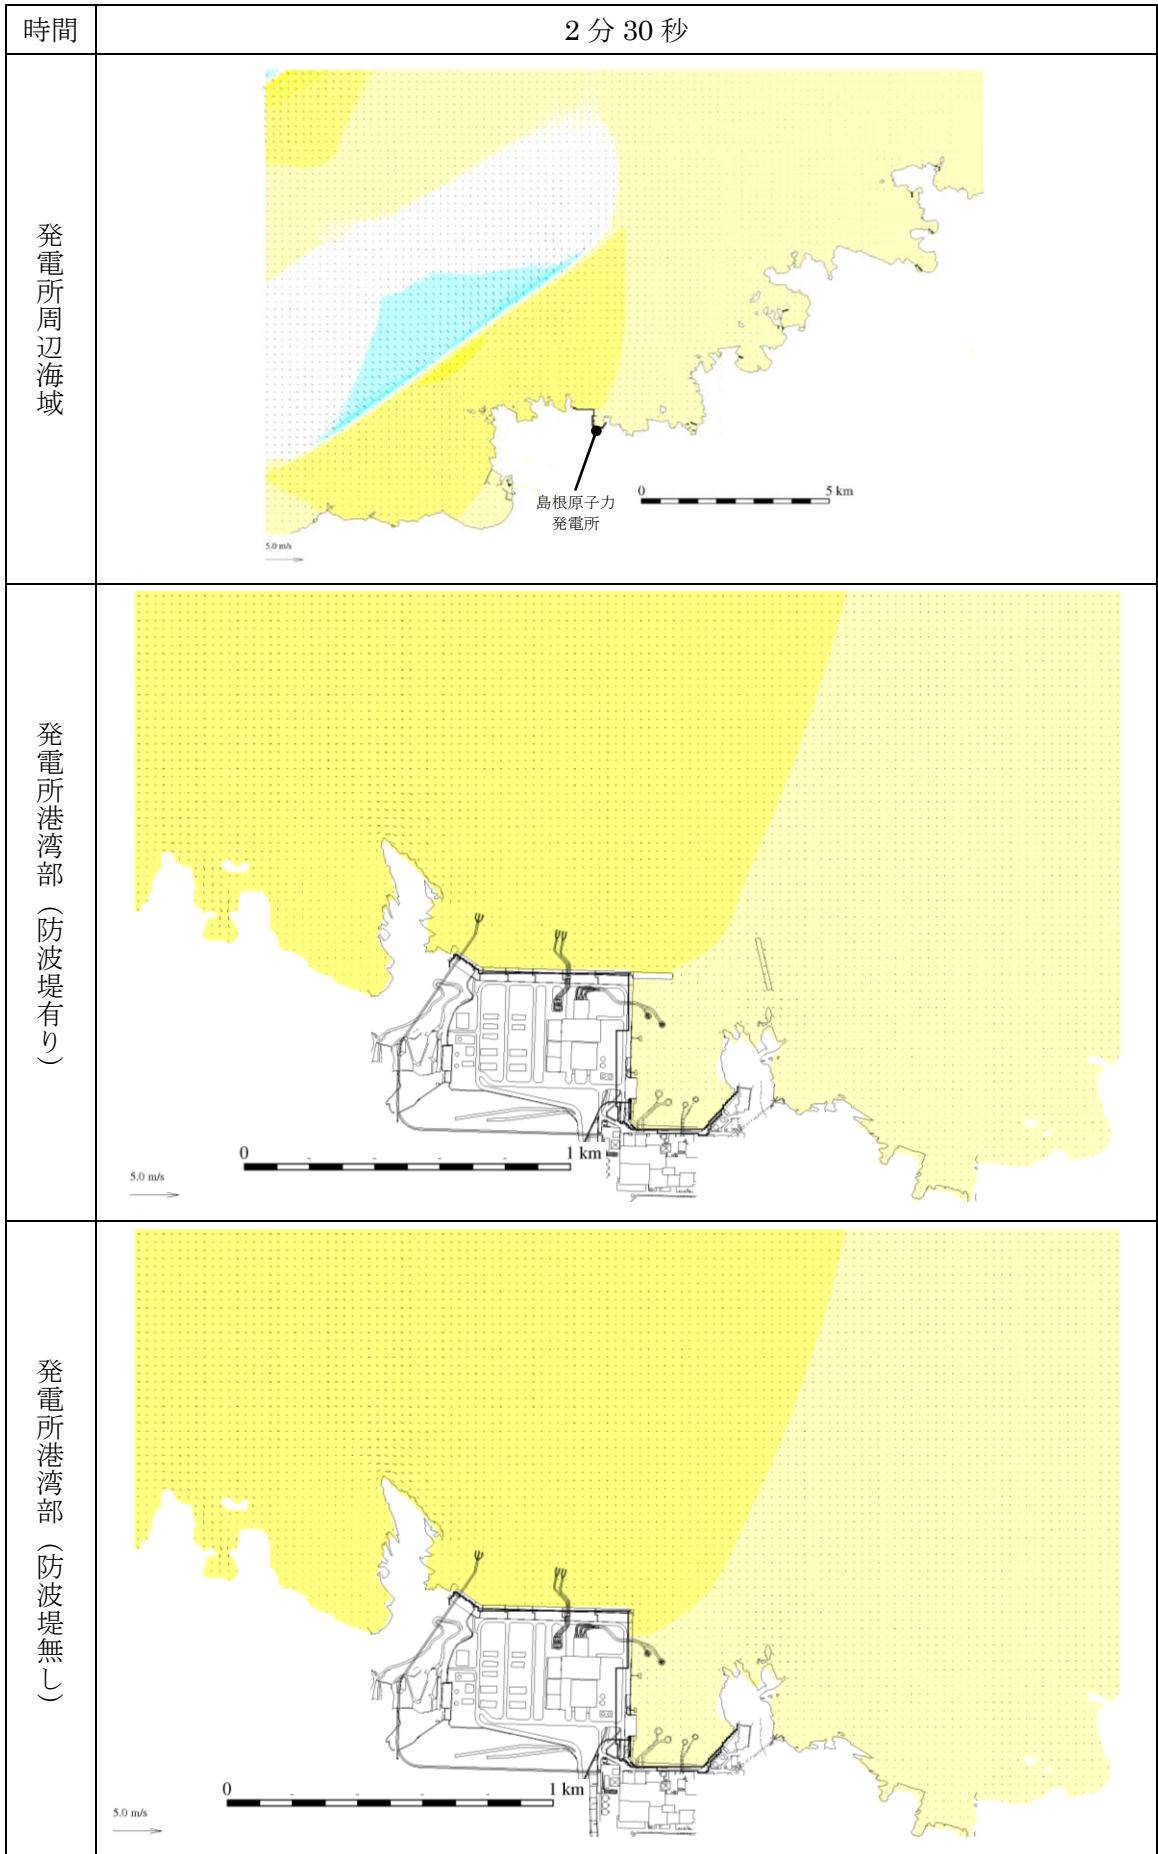 時間
2 分 30 秒
発電所周辺海域
島根原子力
発電所
0
5 km
5.0 m/s
発電所港湾部（防波堤有り）
0
1 km
5.0 m/s
発電所港湾部（防波堤無し）
0
1 km
5.0 m/s